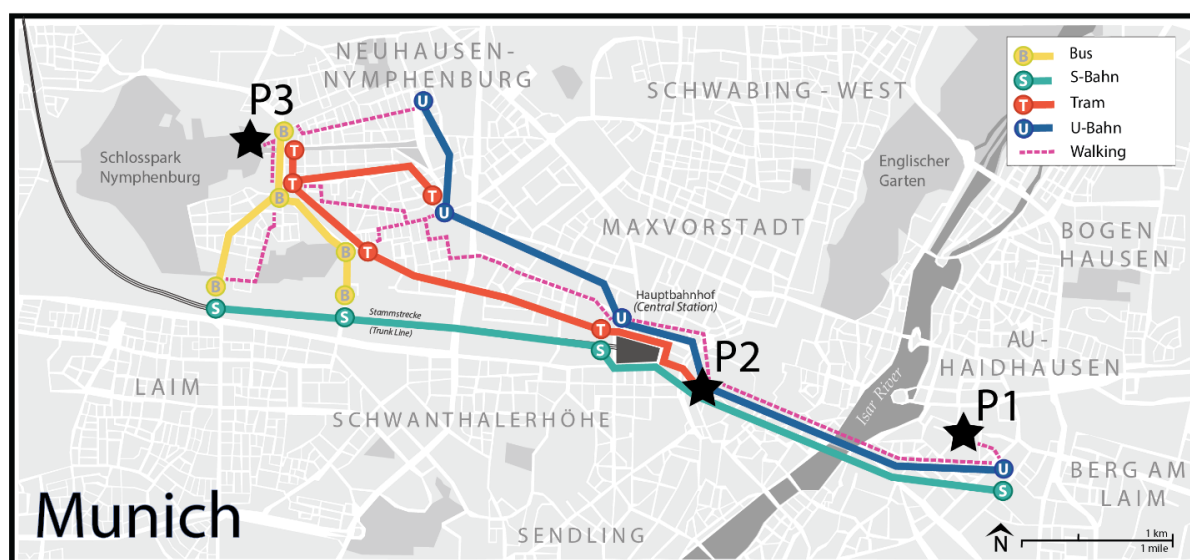 NEUHAUSEN-
NYMPHENBURG
SCHWABING - WEST
Bus
S-Bahn
Tram
U-Bahn
Walking
B
S
T
U
P3
U
B
T
Schlosspark
Nymphenburg
Englischer
Garten
T
B
T
U
MAXVORSTADT
BOGEN
HAUSEN
T
B
B
B
S
S
Stammstrecke
(Trunk Line)
Hauptbahnhof
(Central Station)
U
T
S
AU-
HAIDHAUSEN
P2
LAIM
Isar River
P1
SCHWANTHALERHÖHE
U
S
BERG AM
LAIM
Munich
SENDLING
N
1 km
1 mile